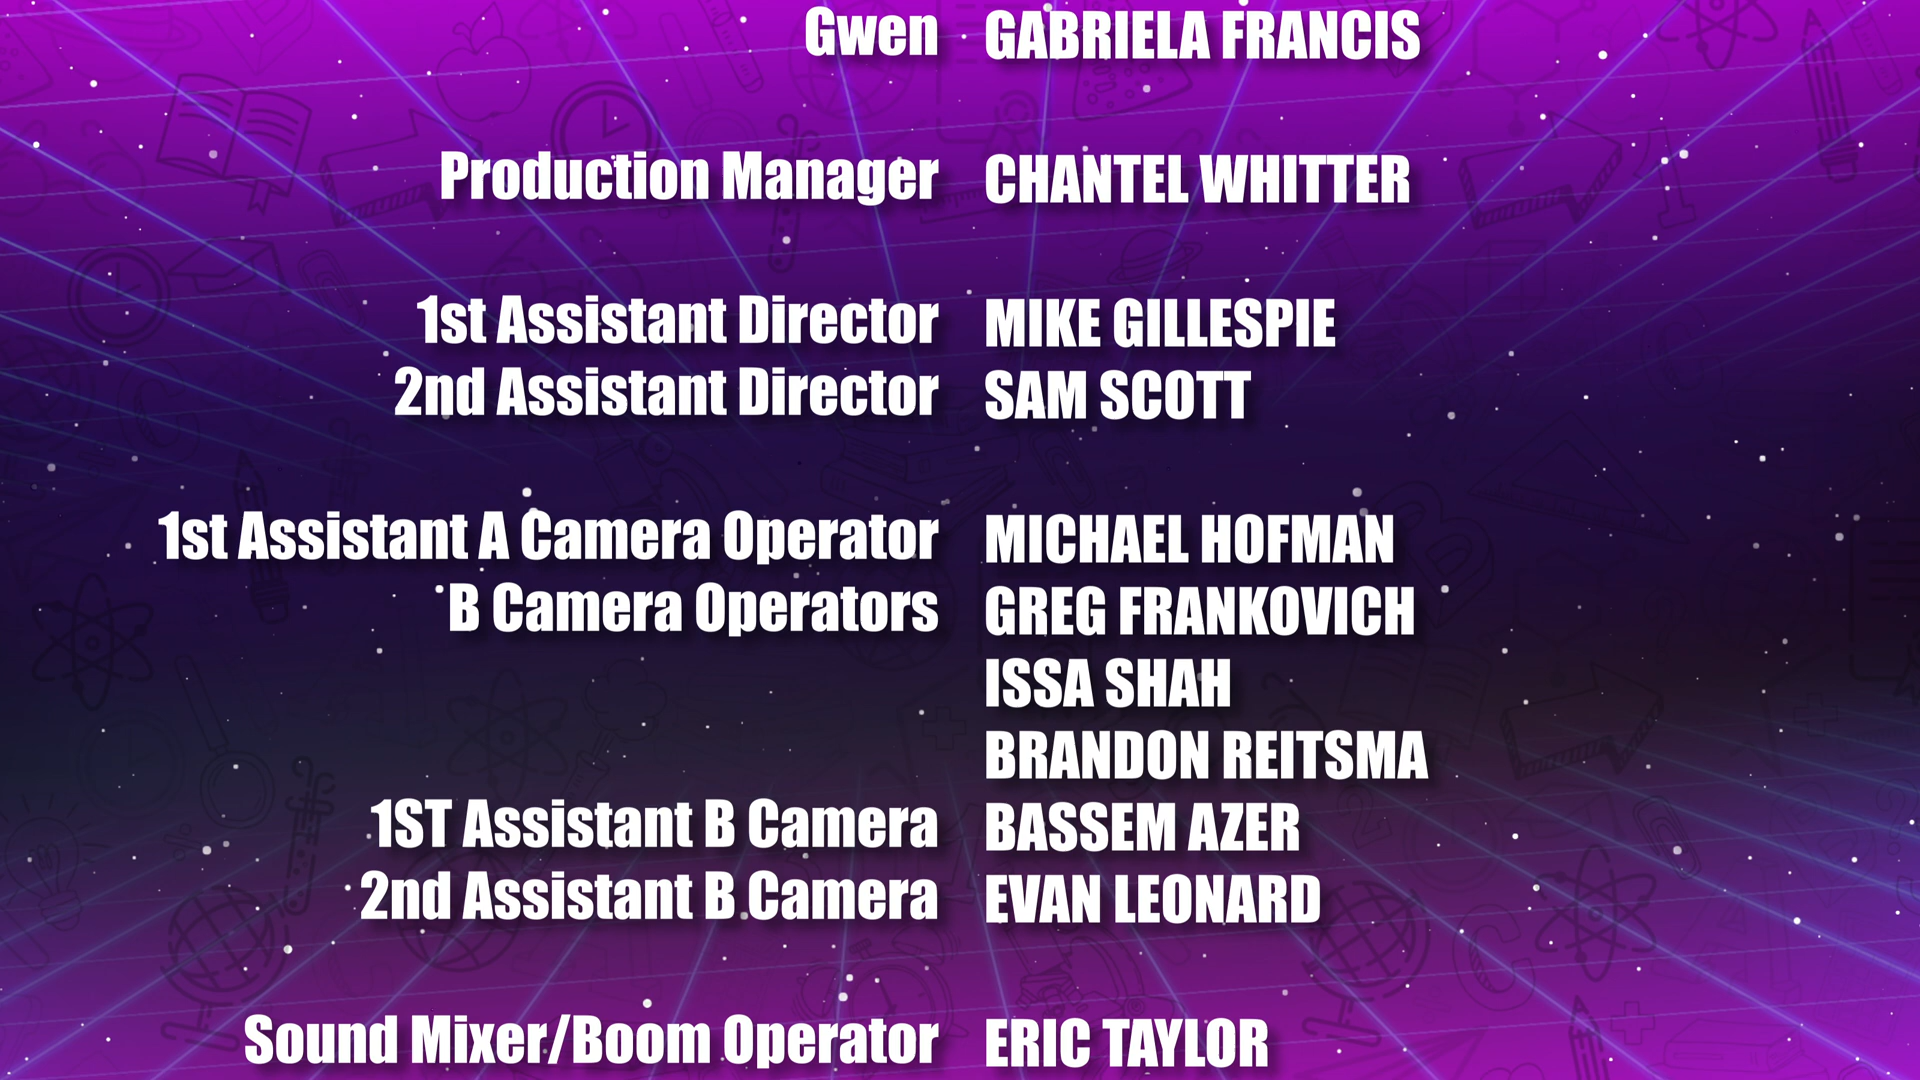 Gwen GABRIELA FRANCIS
Production Manager CHANTEL WHITTER
1st Assistant Director MIKE GILLESPIE
2nd Assistant Director SAM SCOTT
1st Assistant A Camera Operator MICHAEL HOFMAN
B Camera Operators GREG FRANKOVICH
ISSA SHAH
BRANDON REITSMA
1ST Assistant B Camera BASSEM AZER
2nd Assistant B Camera EVAN LEONARD
Sound Mixer/Boom Operator ERIC TAYLOR